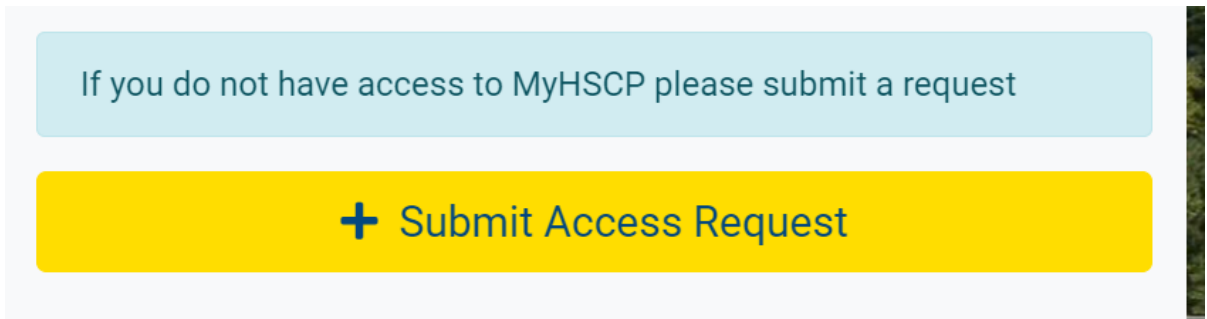 If you do not have access to MyHSCP please submit a request
Submit Access Request